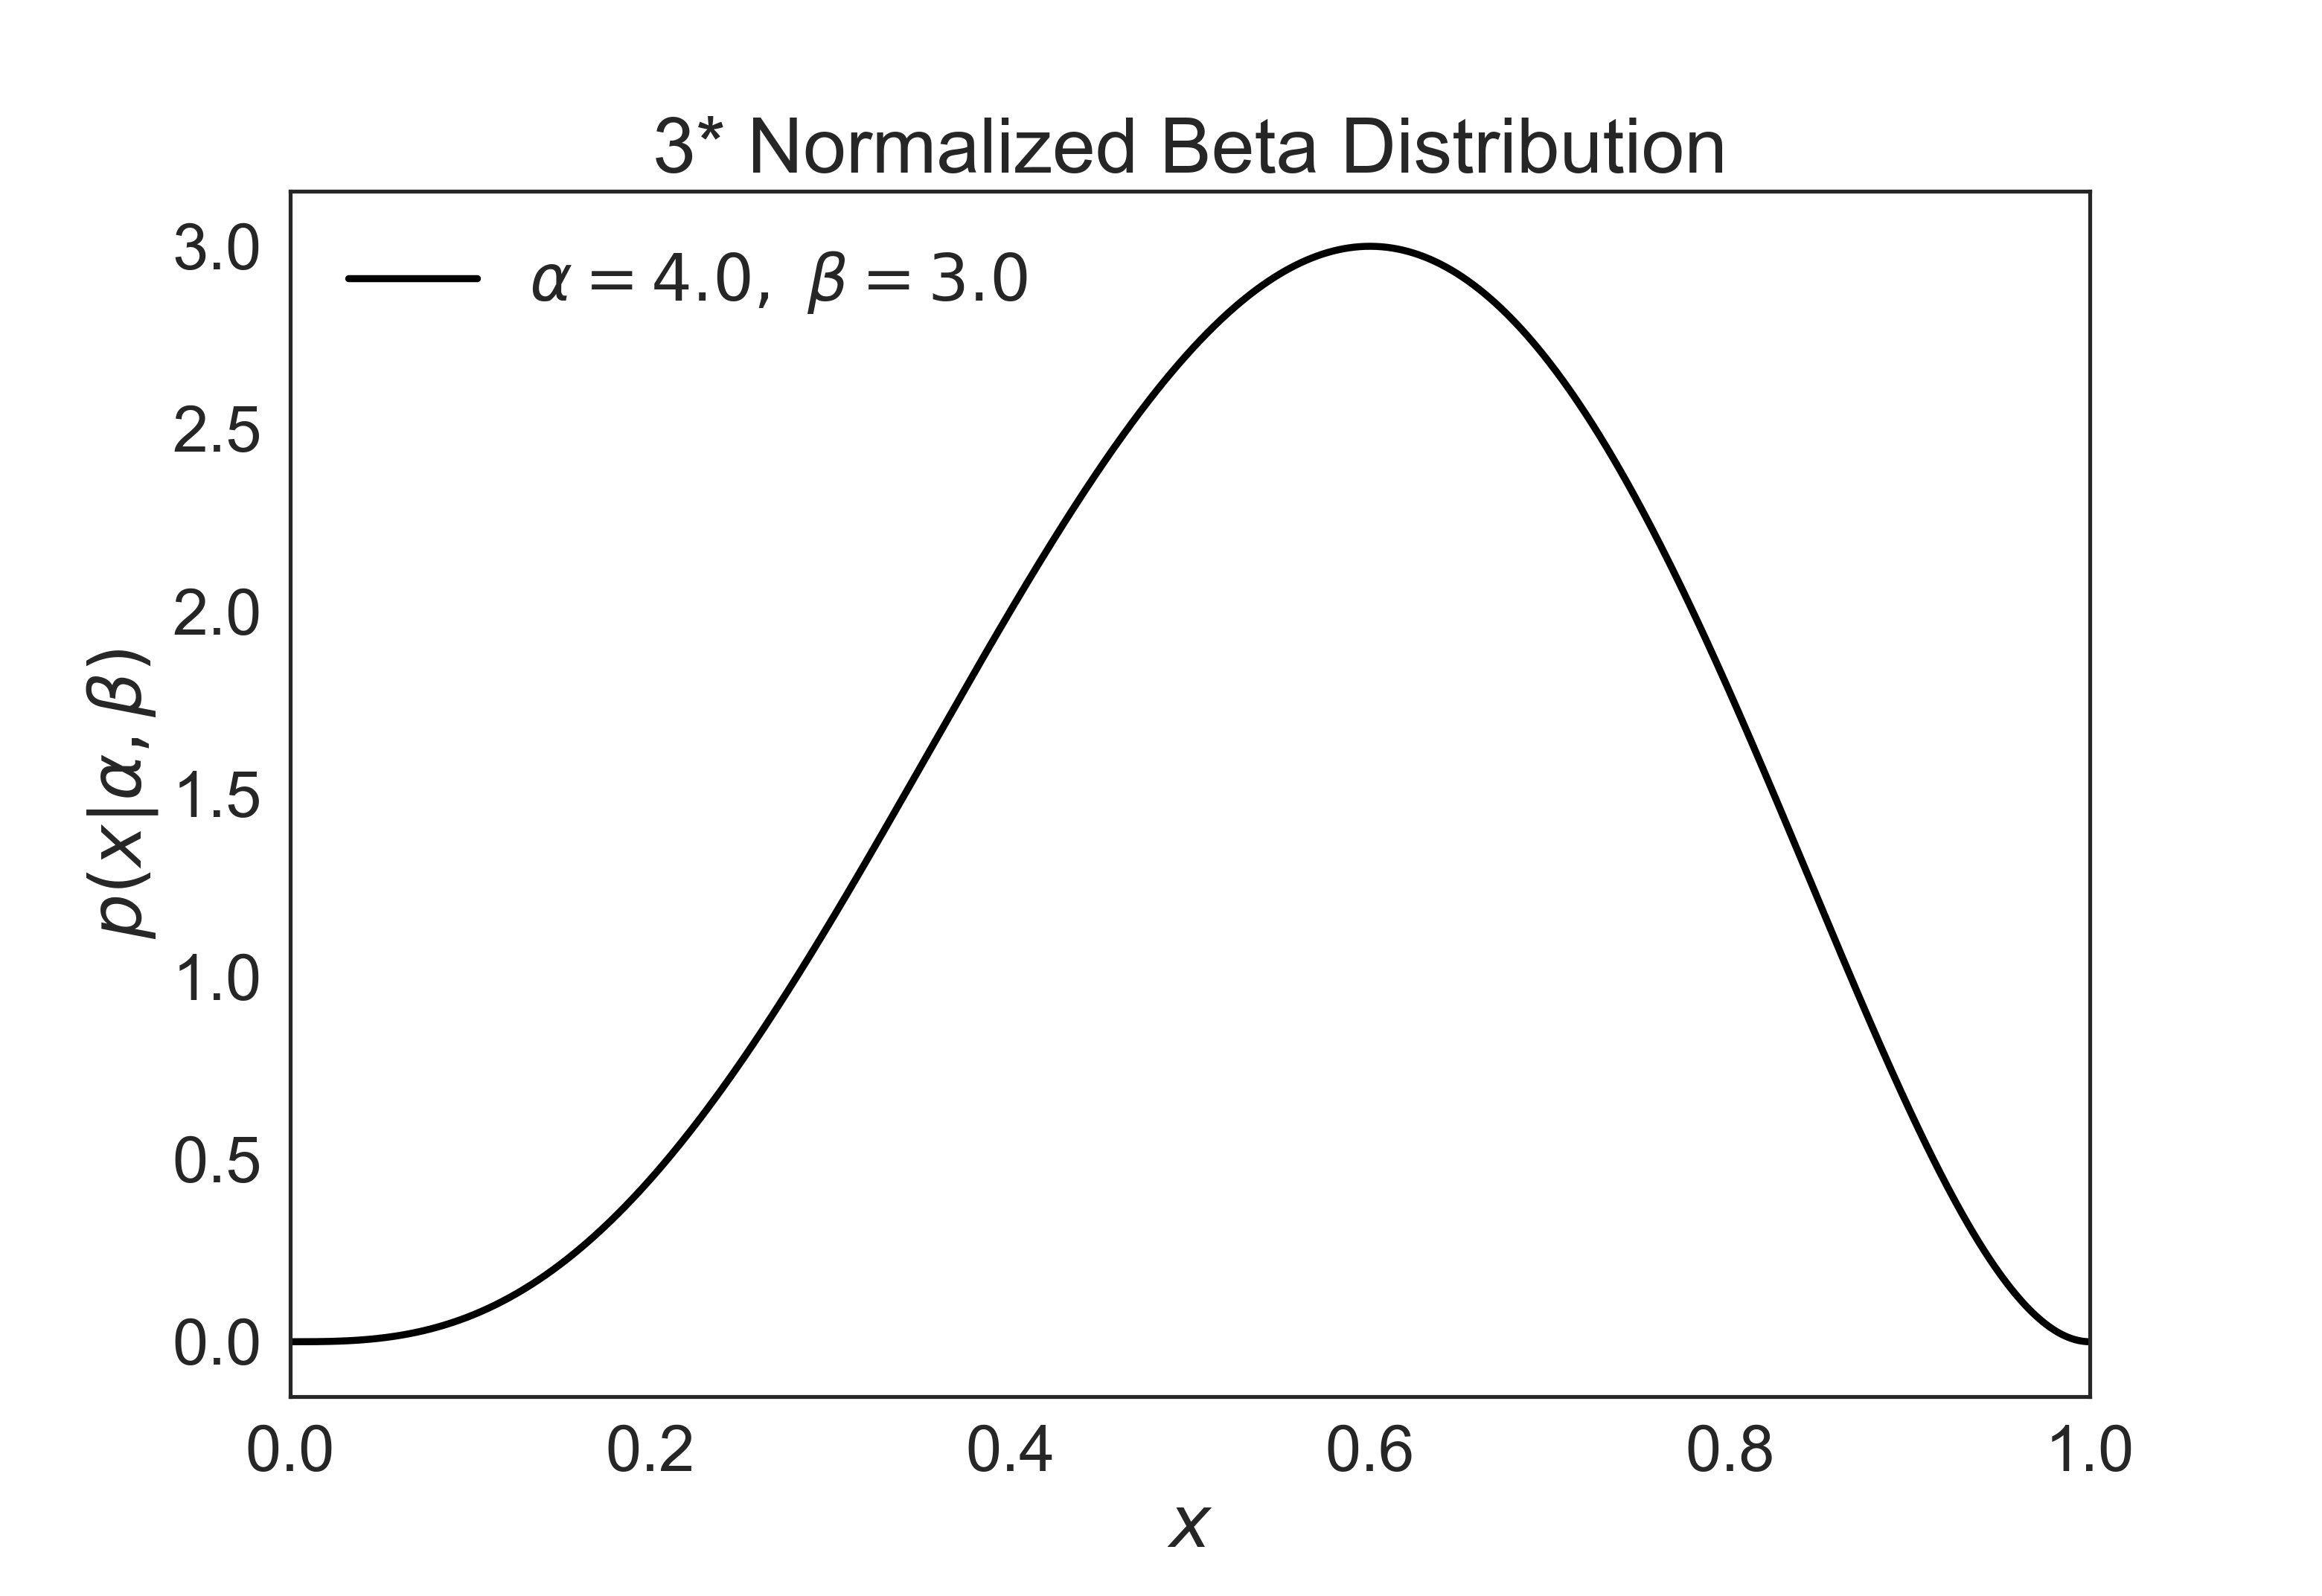 3* Normalized Beta Distribution
α = 4.0, β = 3.0
3.0
2.5
2.0
1.5
1.0
0.5
0.0
p(x|α, β)
0.0 0.2 0.4 0.6 0.8 1.0
x